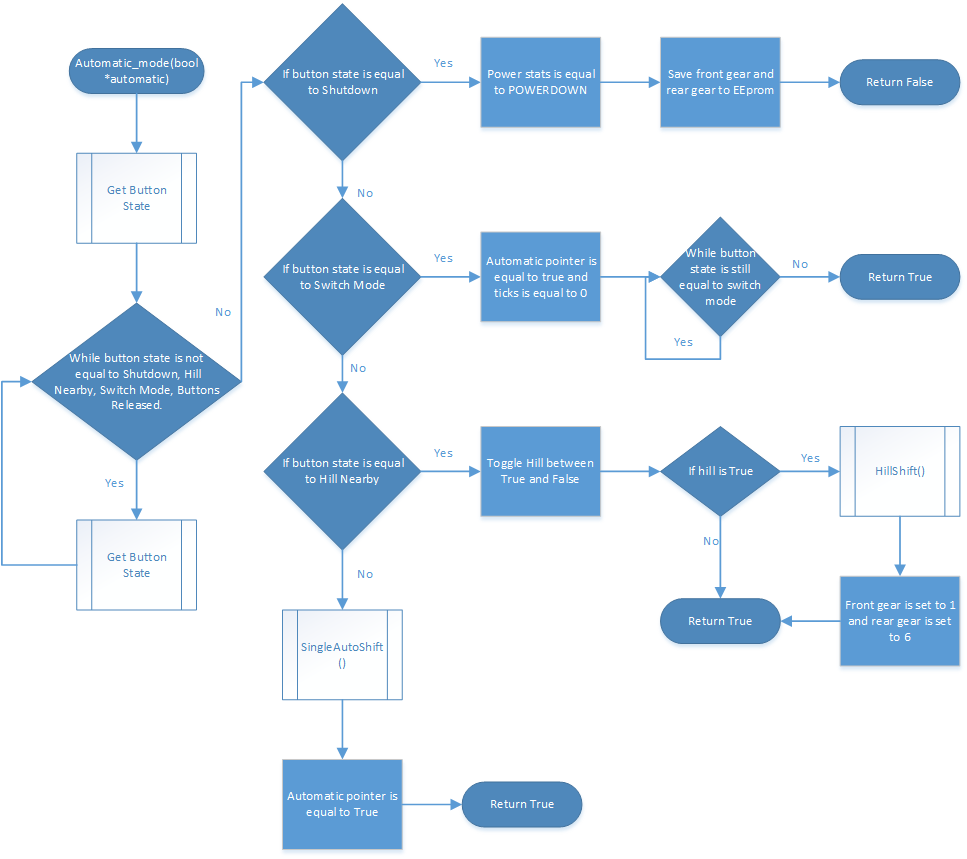 Automatic_mode(bool
*automatic)
Get Button
State
While button state is not
equal to Shutdown, Hill
Nearby, Switch Mode, Buttons
Released.
No
Yes
Get Button
State
If button state is equal
to Shutdown
Yes
Power stats is equal
to POWERDOWN
Save front gear and
rear gear to EEprom
Return False
No
If button state is equal
to Switch Mode
Yes
Automatic pointer is
equal to true and
ticks is equal to 0
While button
state is still
equal to switch
mode
No
Return True
Yes
No
If button state is equal
to Hill Nearby
Yes
Toggle Hill between
True and False
If hill is True
Yes
HillShift()
No
Return True
Front gear is set to 1
and rear gear is set
to 6
No
SingleAutoShift
()
Automatic pointer is
equal to True
Return True